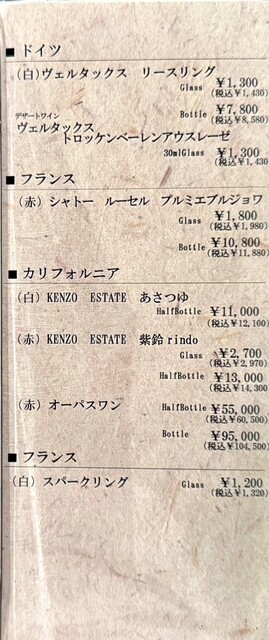 ■ ドイツ
(白)ヴェルタックス リースリング
Glass ￥1,300
(税込￥1,430)
Bottle ￥7,800
(税込￥8,580)
デザートワイン
ヴェルタックス
トロッケンベーレンアウスレーゼ
30mlGlass ￥1,300
(税込￥1,430
■ フランス
(赤) シャトー ルーセル プルミエブルジョワ
Glass ￥1,800
(税込￥1,980)
Bottle ￥10,800
(税込￥11,880)
■ カリフォルニア
(白) KENZO ESTATE あさつゆ
HalfBottle ￥11,000
(税込￥12,100)
(赤) KENZO ESTATE 紫鈴 rindo
Glass ￥2,700
(税込￥2,970)
HalfBottle ￥13,000
(税込￥14,300
(赤) オーパスワン HalfBottle ￥55,000
(税込￥60,500)
Bottle ￥95,000
(税込￥104,500)
■ フランス
(白) スパークリング Glass ￥1,200
(税込￥1,320)